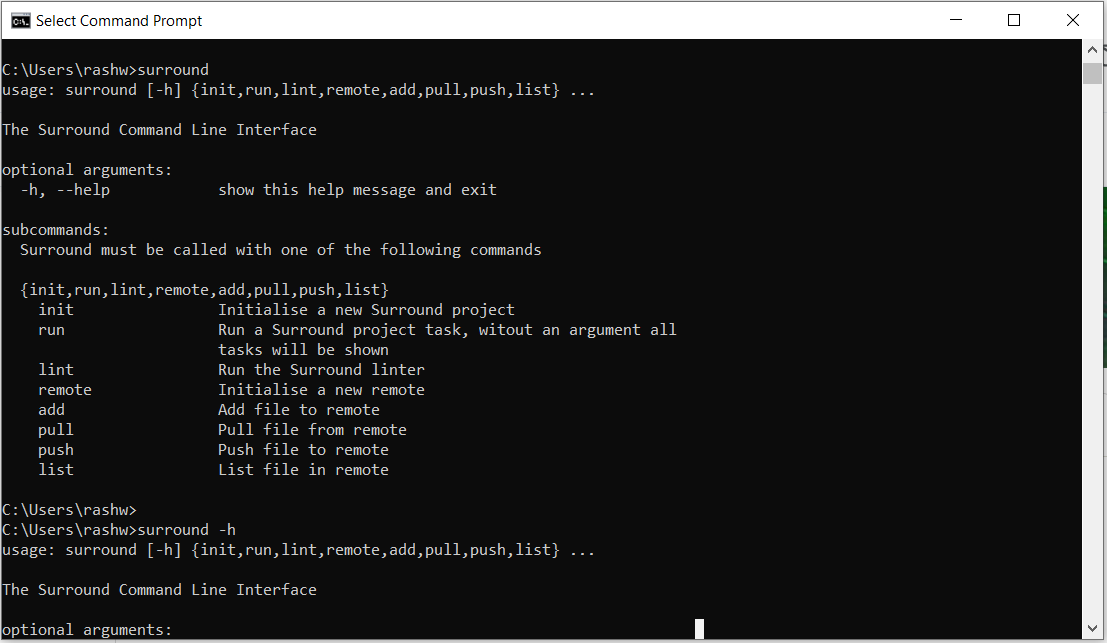 Select Command Prompt
C:\Users\rashw>surround
usage: surround [-h] {init,run,lint,remote,add,pull,push,list} ...
The Surround Command Line Interface
optional arguments:
-h, --help show this help message and exit
subcommands:
Surround must be called with one of the following commands
{init,run,lint,remote,add,pull,push,list}
init Initialise a new Surround project
run Run a Surround project task, witout an argument all
tasks will be shown
lint Run the Surround linter
remote Initialise a new remote
add Add file to remote
pull Pull file from remote
push Push file to remote
list List file in remote
C:\Users\rashw>
C:\Users\rashw>surround -h
usage: surround [-h] {init,run,lint,remote,add,pull,push,list} ...
The Surround Command Line Interface
optional arguments: